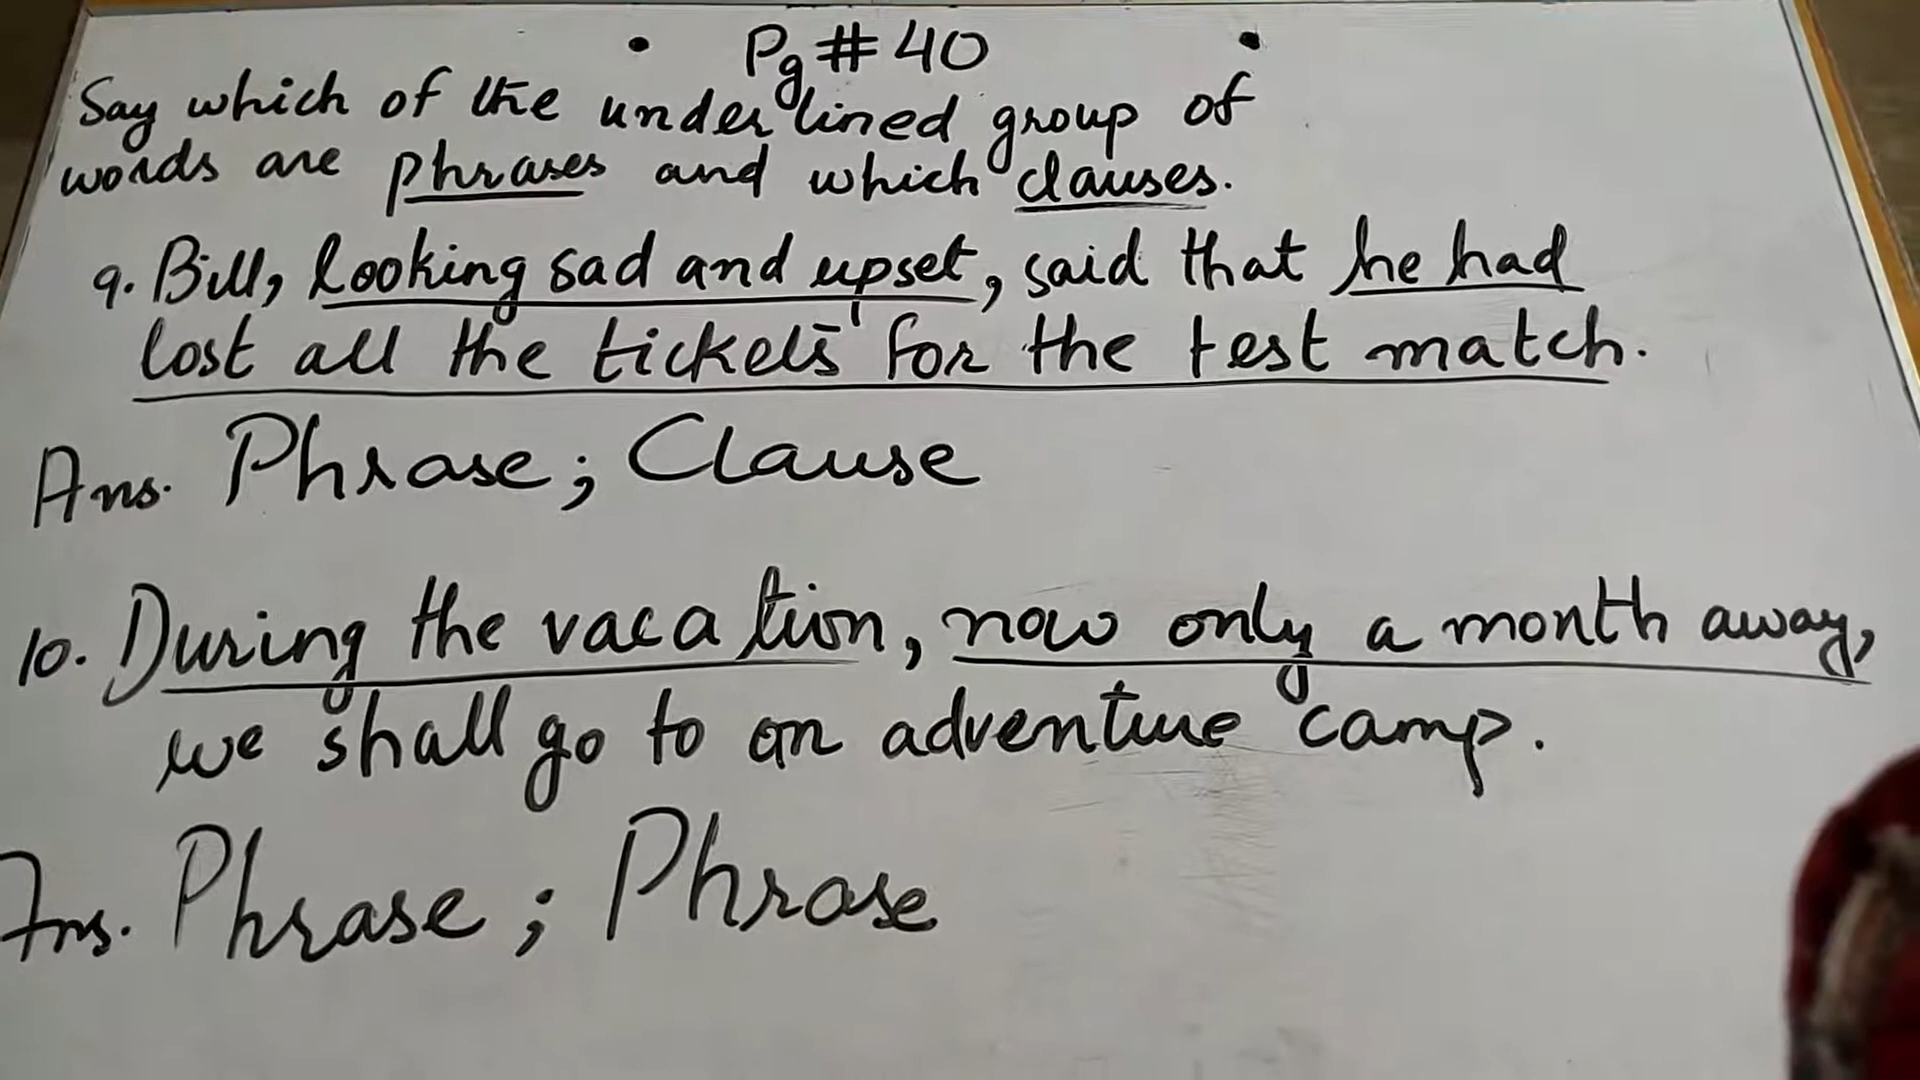 Pg # 40
Say which of the underlined group of
words are phrases and which clauses.
9. Bill, looking sad and upset, said that he had
lost all the tickets for the test match.
Ans. Phrase; Clause
10. During the vacation, now only a month away,
we shall go to an adventure camp.
Ans. Phrase; Phrase